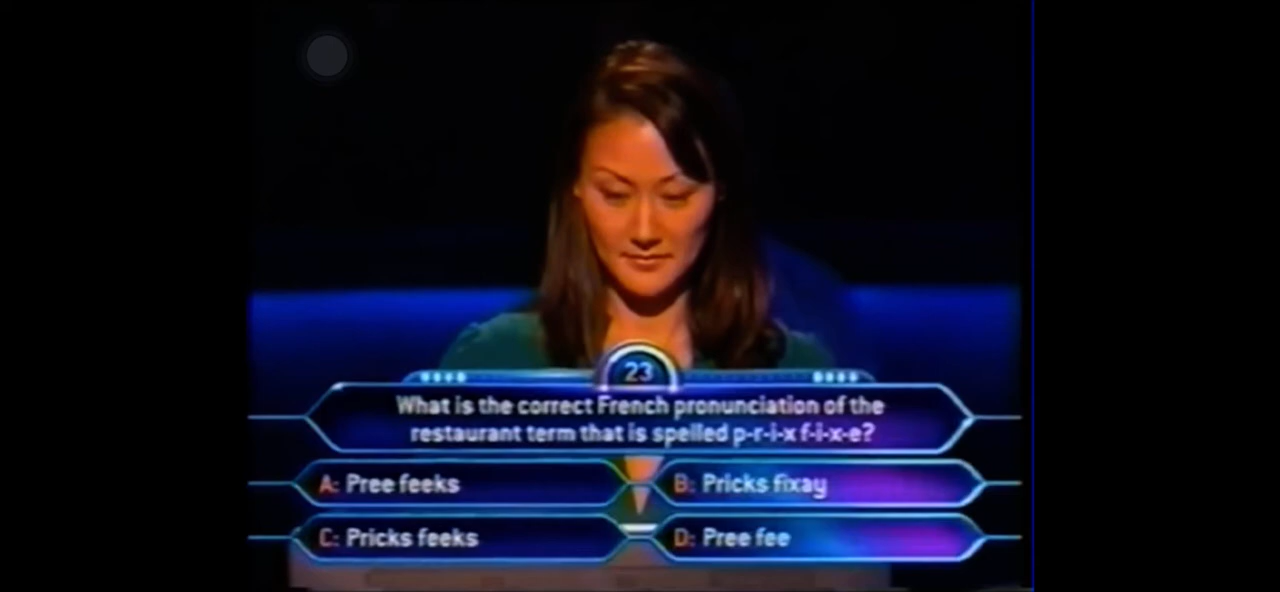 23
What is the correct French pronunciation of the
restaurant term that is spelled p-r-i-x f-i-x-e?
A: Pree feeks
B: Pricks fixay
C: Pricks feeks
D: Pree fee